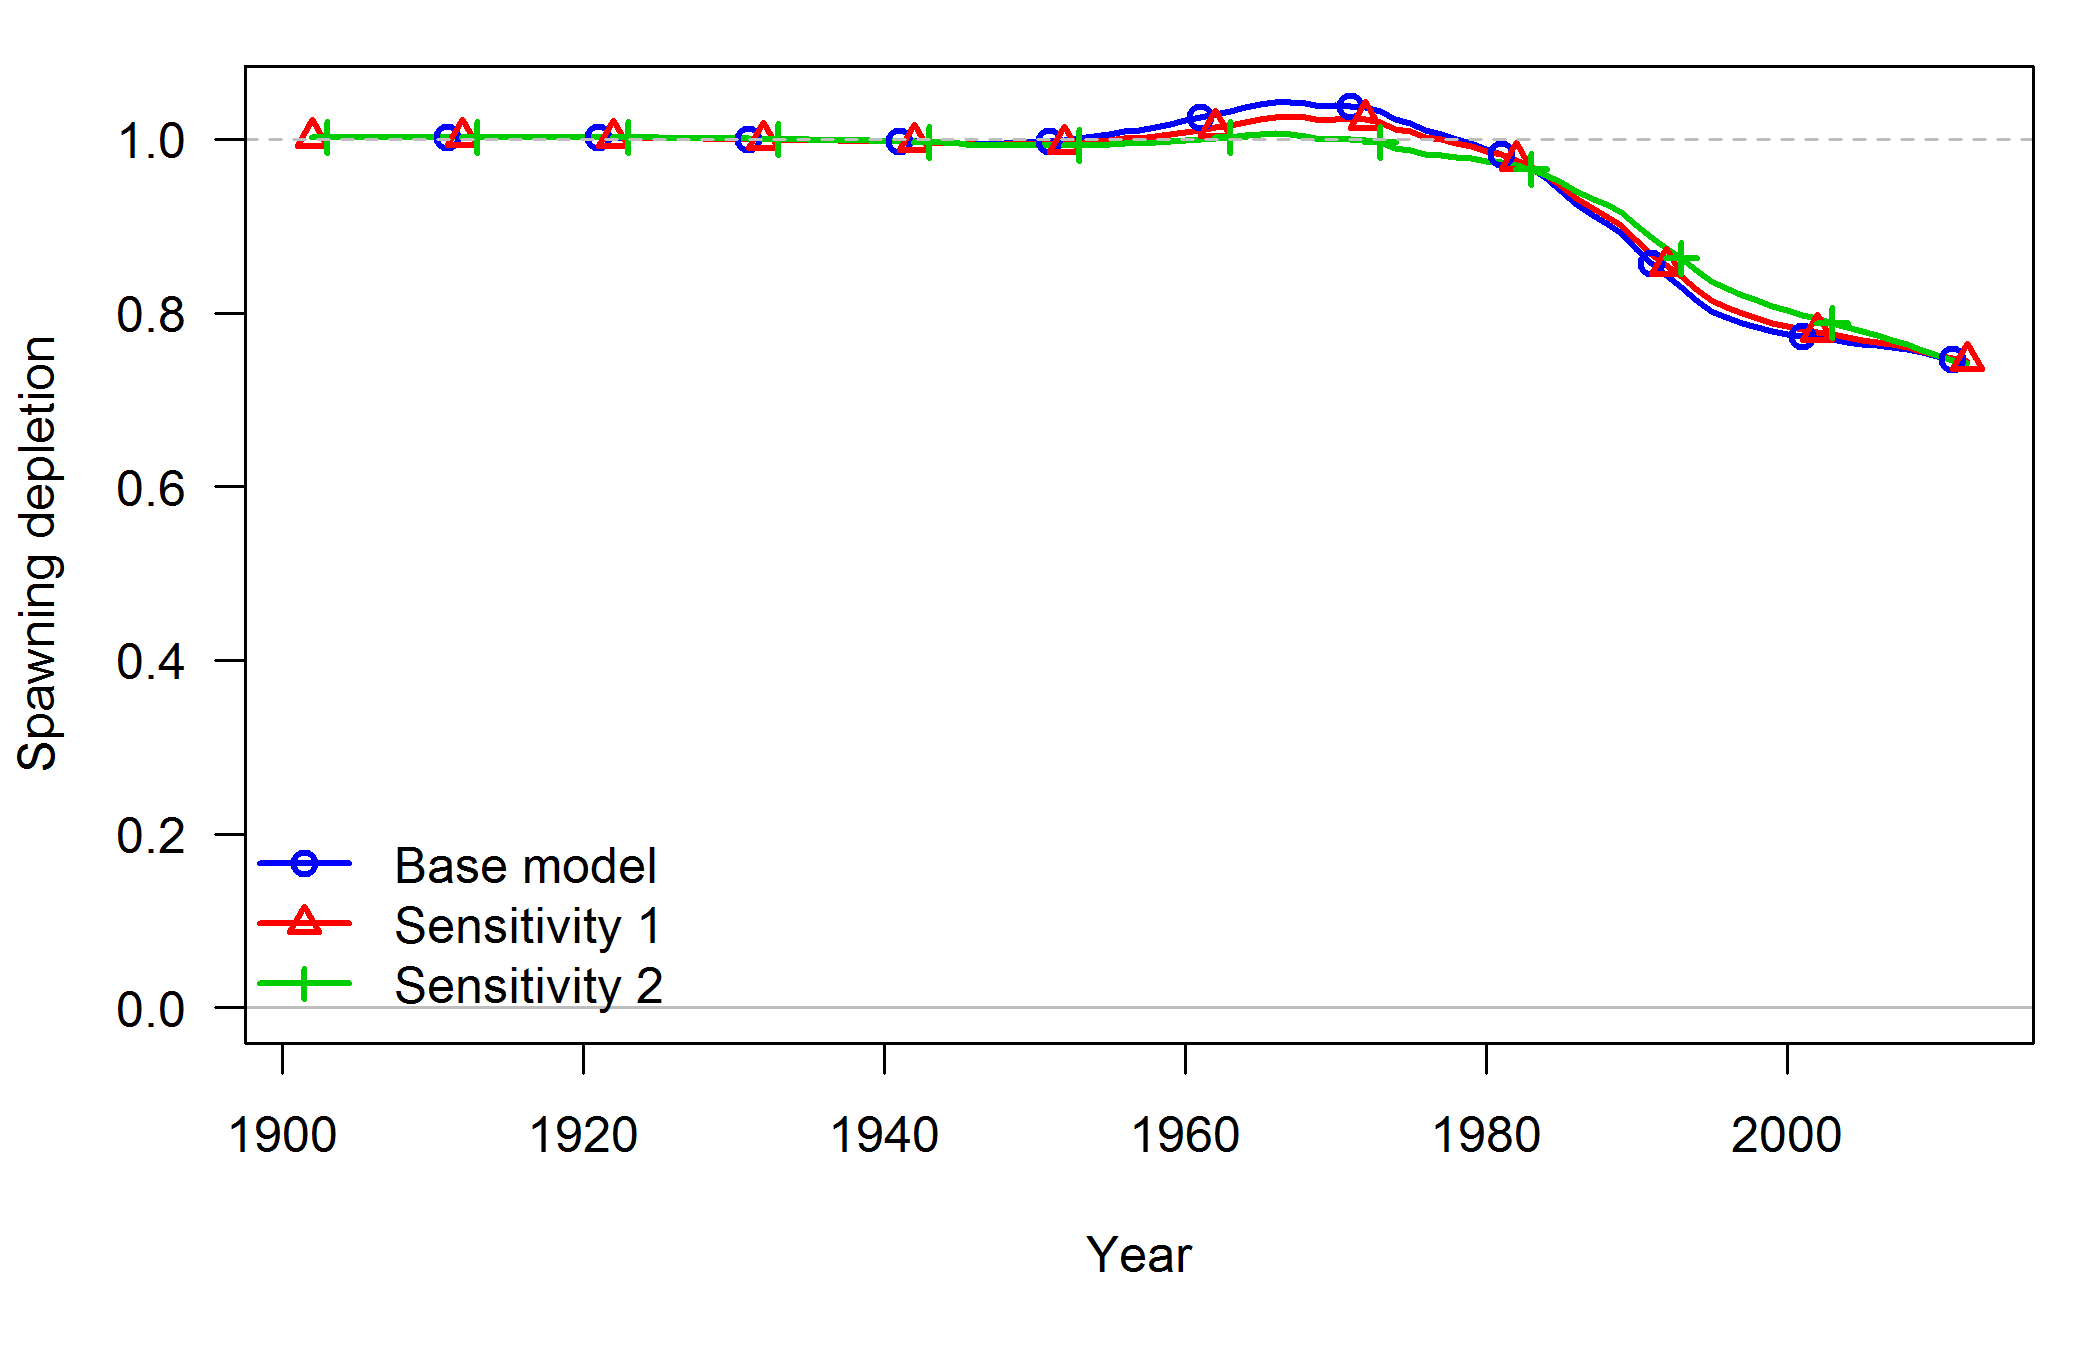 Spawning depletion
1.0
0.8
0.6
0.4
0.2
0.0
Base model
Sensitivity 1
Sensitivity 2
1900 1920 1940 1960 1980 2000
Year